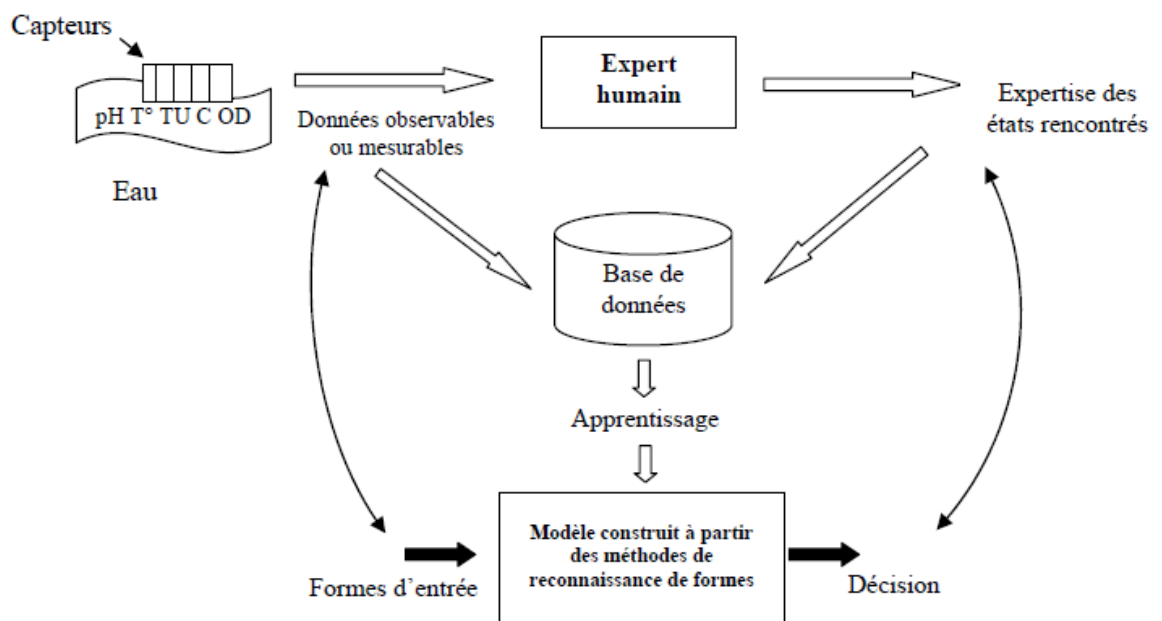 Capteurs
pH T° TU C OD
Eau
Données observables
ou mesurables
Expert
humain
Expertise des
états rencontrés
Base de
données
Apprentissage
Formes d’entrée
Modèle construit à partir
des méthodes de
reconnaissance de formes
Décision